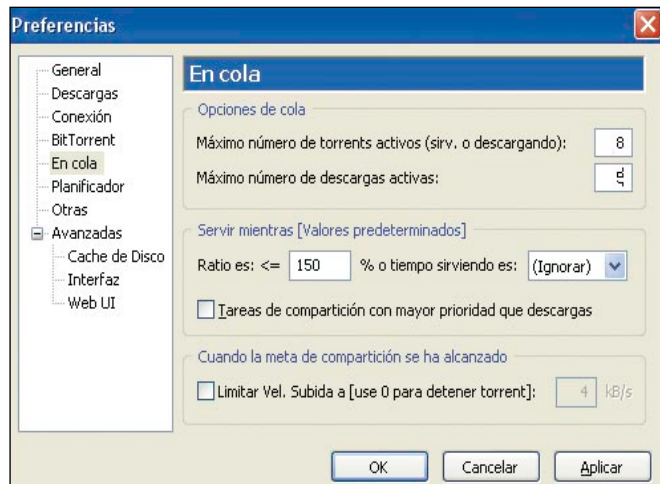 Preferencias
General
Descargas
Conexión
BitTorrent
En cola
Planificador
Otras
Avanzadas
Cache de Disco
Interfaz
Web UI
En cola
Opciones de cola
Máximo número de torrents activos (sirv. o descargando): 8
Máximo número de descargas activas:
Servir mientras [Valores predeterminados]
Ratio es: <= 150 % o tiempo sirviendo es: (Ignorar)
Tareas de compartición con mayor prioridad que descargas
Cuando la meta de compartición se ha alcanzado
Limitar Vel. Subida a [use 0 para detener torrent]: 4 kB/s
OK Cancelar Aplicar